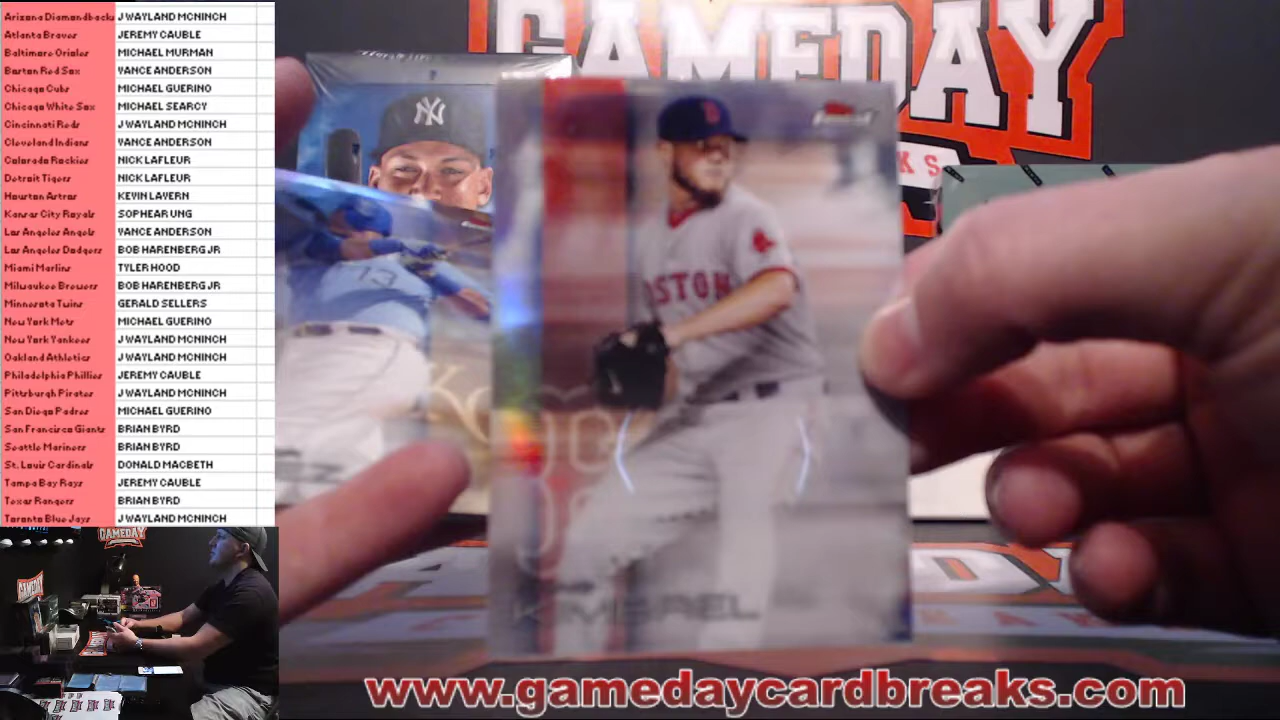 Arizona Diamondbacks J WAYLAND MCNINCH
Atlanta Braves JEREMY CAUBLE
Baltimore Orioles MICHAEL MURMAN
Boston Red Sox VANCE ANDERSON
Chicago Cubs MICHAEL GUERINO
Chicago White Sox MICHAEL SEARCY
Cincinnati Reds J WAYLAND MCNINCH
Cleveland Indians VANCE ANDERSON
Colorado Rockies NICK LAFLEUR
Detroit Tigers NICK LAFLEUR
Houston Astros KEVIN LAVERN
Kansas City Royals SOPHEAR UNG
Los Angeles Angels VANCE ANDERSON
Los Angeles Dodgers BOB HARENBERG JR
Miami Marlins TYLER HOOD
Milwaukee Brewers BOB HARENBERG JR
Minnesota Twins GERALD SELLERS
New York Mets MICHAEL GUERINO
New York Yankees J WAYLAND MCNINCH
Oakland Athletics J WAYLAND MCNINCH
Philadelphia Phillies JEREMY CAUBLE
Pittsburgh Pirates J WAYLAND MCNINCH
San Diego Padres MICHAEL GUERINO
San Francisco Giants BRIAN BYRD
Seattle Mariners BRIAN BYRD
St. Louis Cardinals DONALD MACBETH
Tampa Bay Rays JEREMY CAUBLE
Texas Rangers BRIAN BYRD
Toronto Blue Jays J WAYLAND MCNINCH
GAMEDAY
KS
NY
13
B
STON
KIMBREL
GAMEDAY
GAMEDAY
www.gamedaycardbreaks.com